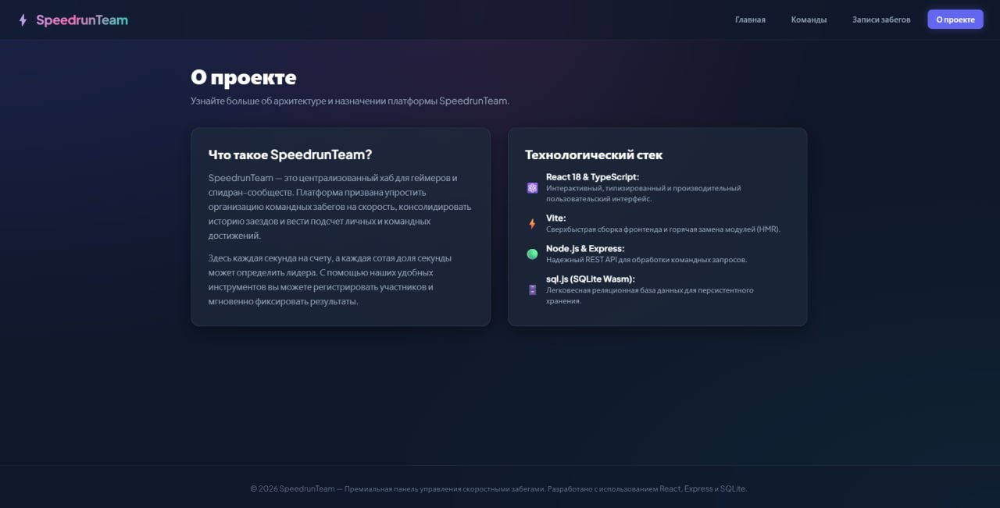 SpeedrunTeam
Главная
Команды
Записи забегов
О проекте
О проекте
Узнайте больше об архитектуре и назначении платформы SpeedrunTeam.
Что такое SpeedrunTeam?
SpeedrunTeam — это централизованный хаб для геймеров и
спидран-сообществ. Платформа призвана упростить
организацию командных забегов на скорость, консолидировать
историю заездов и вести подсчет личных и командных
достижений.
Здесь каждая секунда на счету, а каждая сотая доля секунды
может определить лидера. С помощью наших удобных
инструментов вы можете регистрировать участников и
мгновенно фиксировать результаты.
Технологический стек
React 18 & TypeScript:
Интерактивный, типизированный и производительный
пользовательский интерфейс.
Vite:
Сверхбыстрая сборка фронтенда и горячая замена модулей (HMR).
Node.js & Express:
Надежный REST API для обработки командных запросов.
sql.js (SQLite Wasm):
Легковесная реляционная база данных для персистентного
хранения.
© 2026 SpeedrunTeam — Премиальная панель управления скоростными забегами. Разработано с использованием React, Express и SQLite.